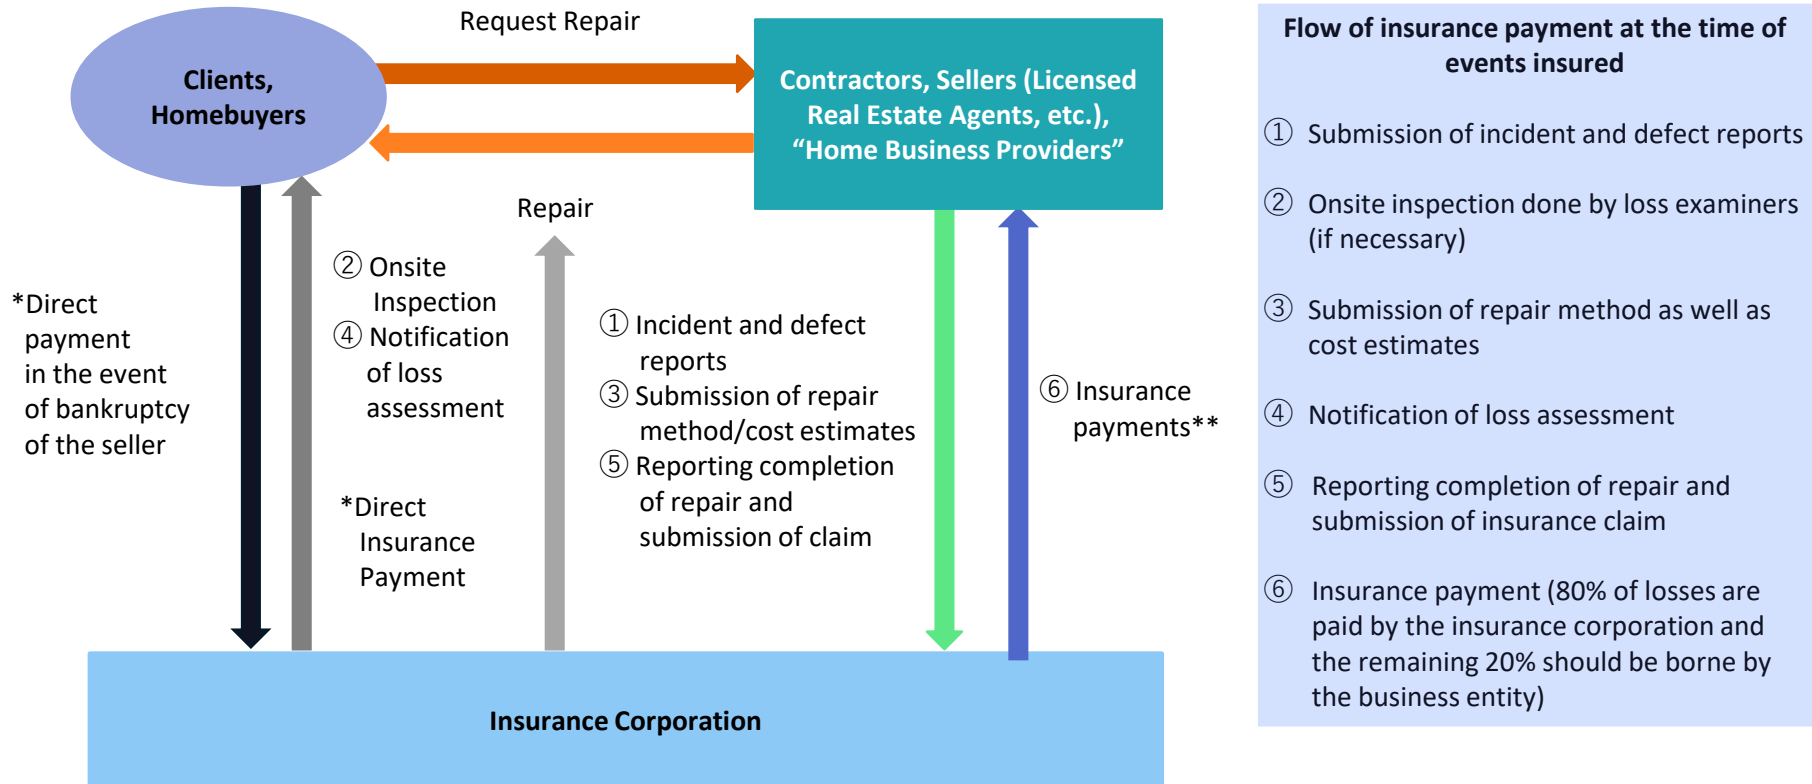 Request Repair
Clients,
Homebuyers
Contractors, Sellers (Licensed
Real Estate Agents, etc.),
“Home Business Providers”
Repair
*Direct
payment
in the event
of bankruptcy
of the seller
② Onsite
Inspection
④ Notification
of loss
assessment
*Direct
Insurance
Payment
① Incident and defect
reports
③ Submission of repair
method/cost estimates
⑤ Reporting completion
of repair and
submission of claim
⑥ Insurance
payments**
Insurance Corporation
Flow of insurance payment at the time of
events insured
① Submission of incident and defect reports
② Onsite inspection done by loss examiners
(if necessary)
③ Submission of repair method as well as
cost estimates
④ Notification of loss assessment
⑤ Reporting completion of repair and
submission of insurance claim
⑥ Insurance payment (80% of losses are
paid by the insurance corporation and
the remaining 20% should be borne by
the business entity)